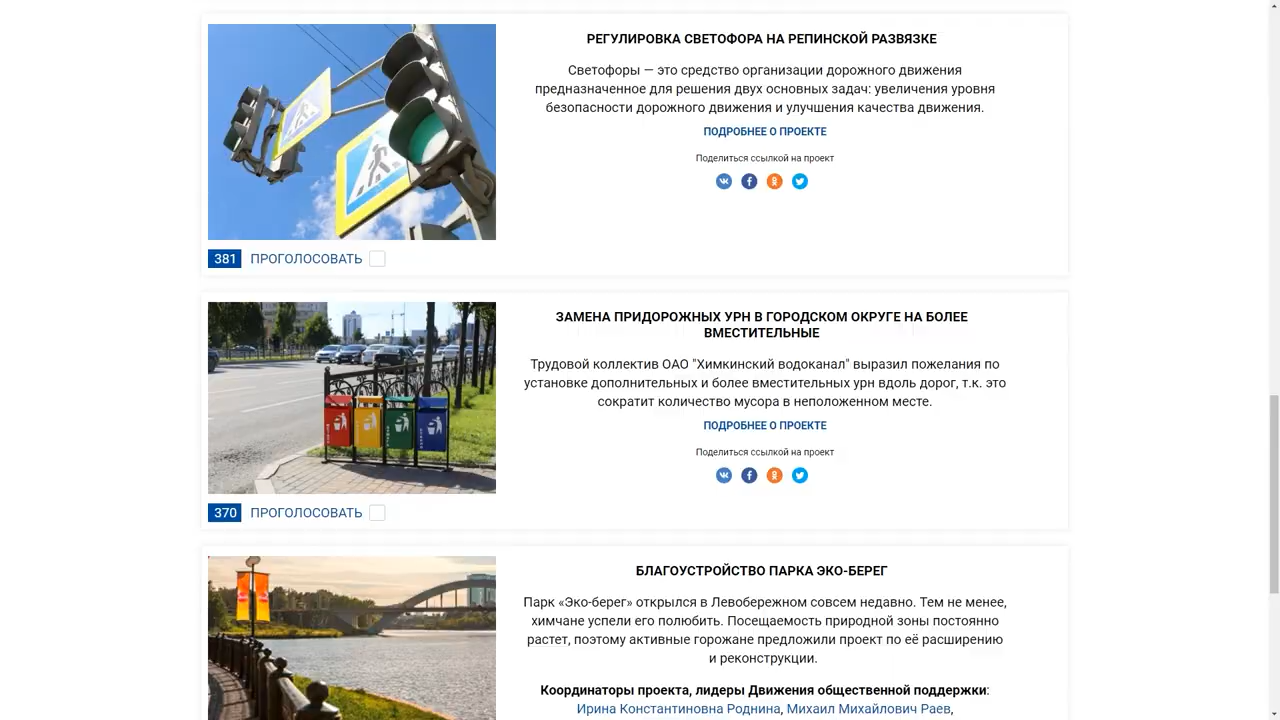 РЕГУЛИРОВКА СВЕТОФОРА НА РЕПИНСКОЙ РАЗВЯЗКЕ
Светофоры — это средство организации дорожного движения
предназначенное для решения двух основных задач: увеличения уровня
безопасности дорожного движения и улучшения качества движения.
ПОДРОБНЕЕ О ПРОЕКТЕ
Поделиться ссылкой на проект
381 ПРОГОЛОСОВАТЬ
ЗАМЕНА ПРИДОРОЖНЫХ УРН В ГОРОДСКОМ ОКРУГЕ НА БОЛЕЕ
ВМЕСТИТЕЛЬНЫЕ
Трудовой коллектив ОАО "Химкинский водоканал" выразил пожелания по
установке дополнительных и более вместительных урн вдоль дорог, т.к. это
сократит количество мусора в неположенном месте.
ПОДРОБНЕЕ О ПРОЕКТЕ
Поделиться ссылкой на проект
370 ПРОГОЛОСОВАТЬ
БЛАГОУСТРОЙСТВО ПАРКА ЭКО-БЕРЕГ
Парк «Эко-берег» открылся в Левобережном совсем недавно. Тем не менее,
химчане успели его полюбить. Посещаемость природной зоны постоянно
растет, поэтому активные горожане предложили проект по её расширению
и реконструкции.
Координаторы проекта, лидеры Движения общественной поддержки:
Ирина Константиновна Роднина, Михаил Михайлович Раев,